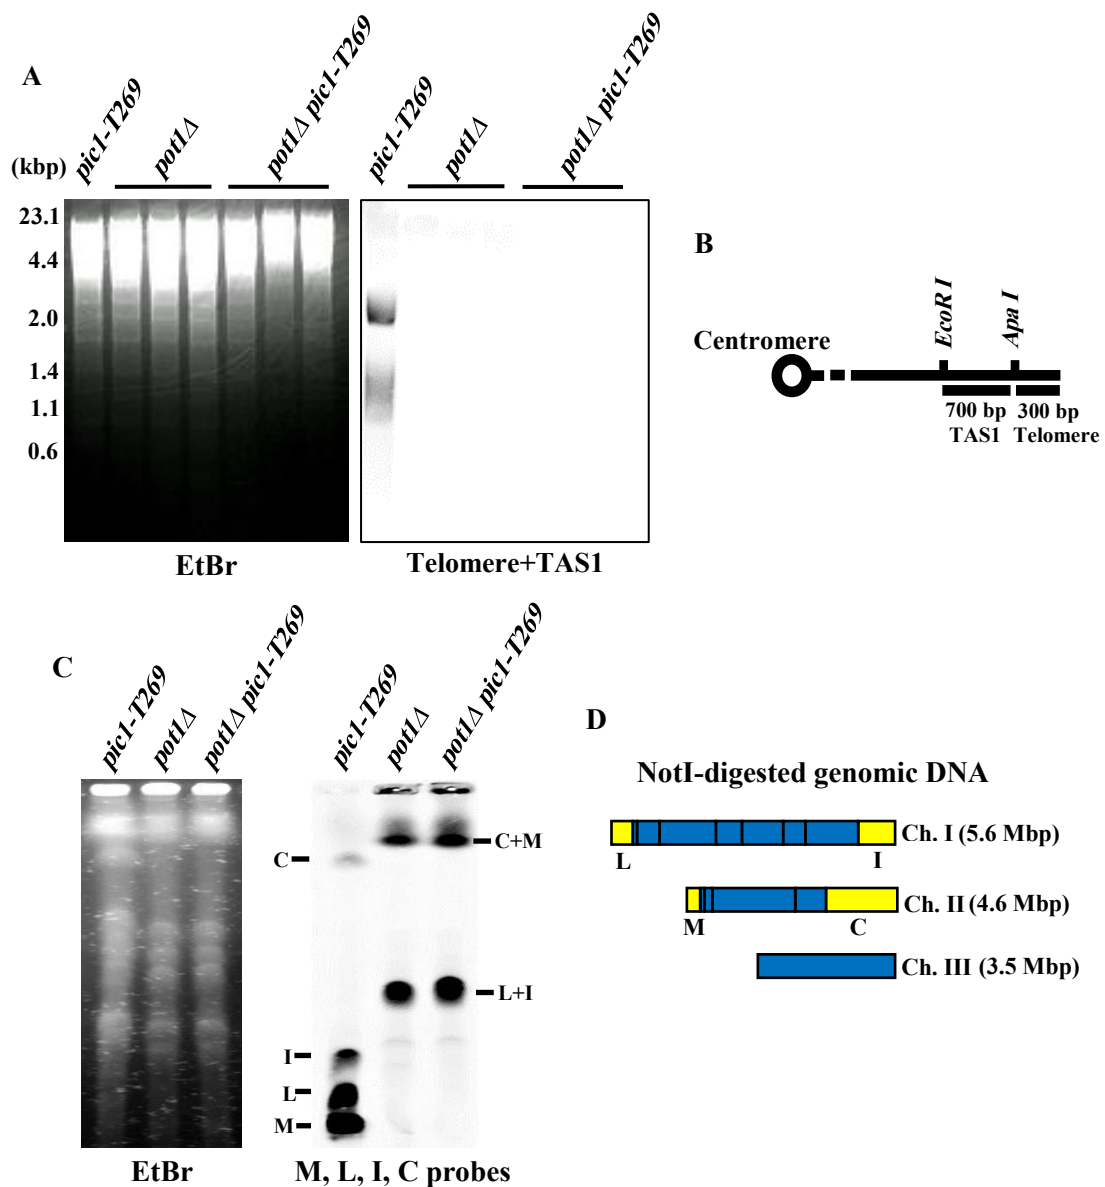 A
pic1-T269
pot1Δ
pot1Δ pic1-T269
pic1-T269
pot1Δ
pot1Δ pic1-T269
(kbp)
23.1
4.4
2.0
1.4
1.1
0.6
EtBr
Telomere+TAS1
B
Centromere
EcoR I
Apa I
700 bp
TAS1
300 bp
Telomere
C
pic1-T269
pot1Δ
pot1Δ pic1-T269
pic1-T269
pot1Δ
pot1Δ pic1-T269
C
C+M
L+I
I
L
M
EtBr
M, L, I, C probes
D
NotI-digested genomic DNA
Ch. I (5.6 Mbp)
L
I
Ch. II (4.6 Mbp)
M
C
Ch. III (3.5 Mbp)